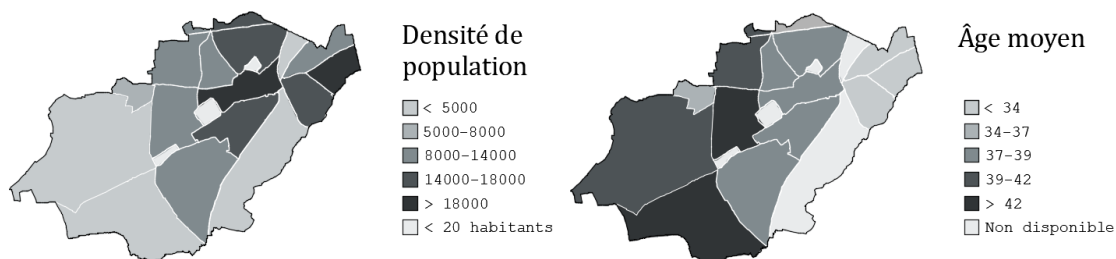 Densité de
population
< 5000
5000–8000
8000–14000
14000–18000
> 18000
< 20 habitants
Âge moyen
< 34
34–37
37–39
39–42
> 42
Non disponible